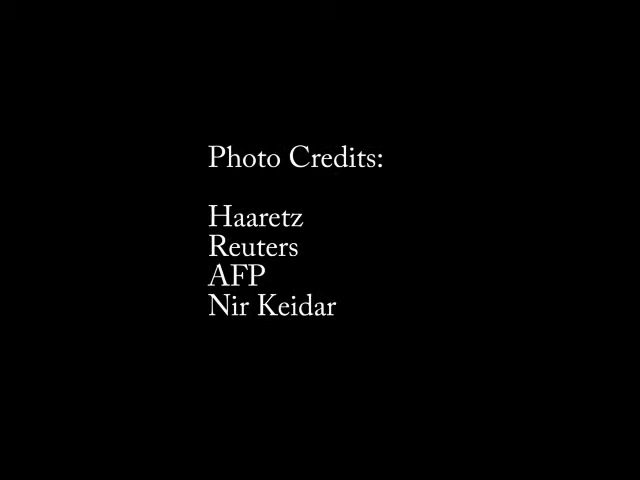 Photo Credits:
Haaretz
Reuters
AFP
Nir Keidar